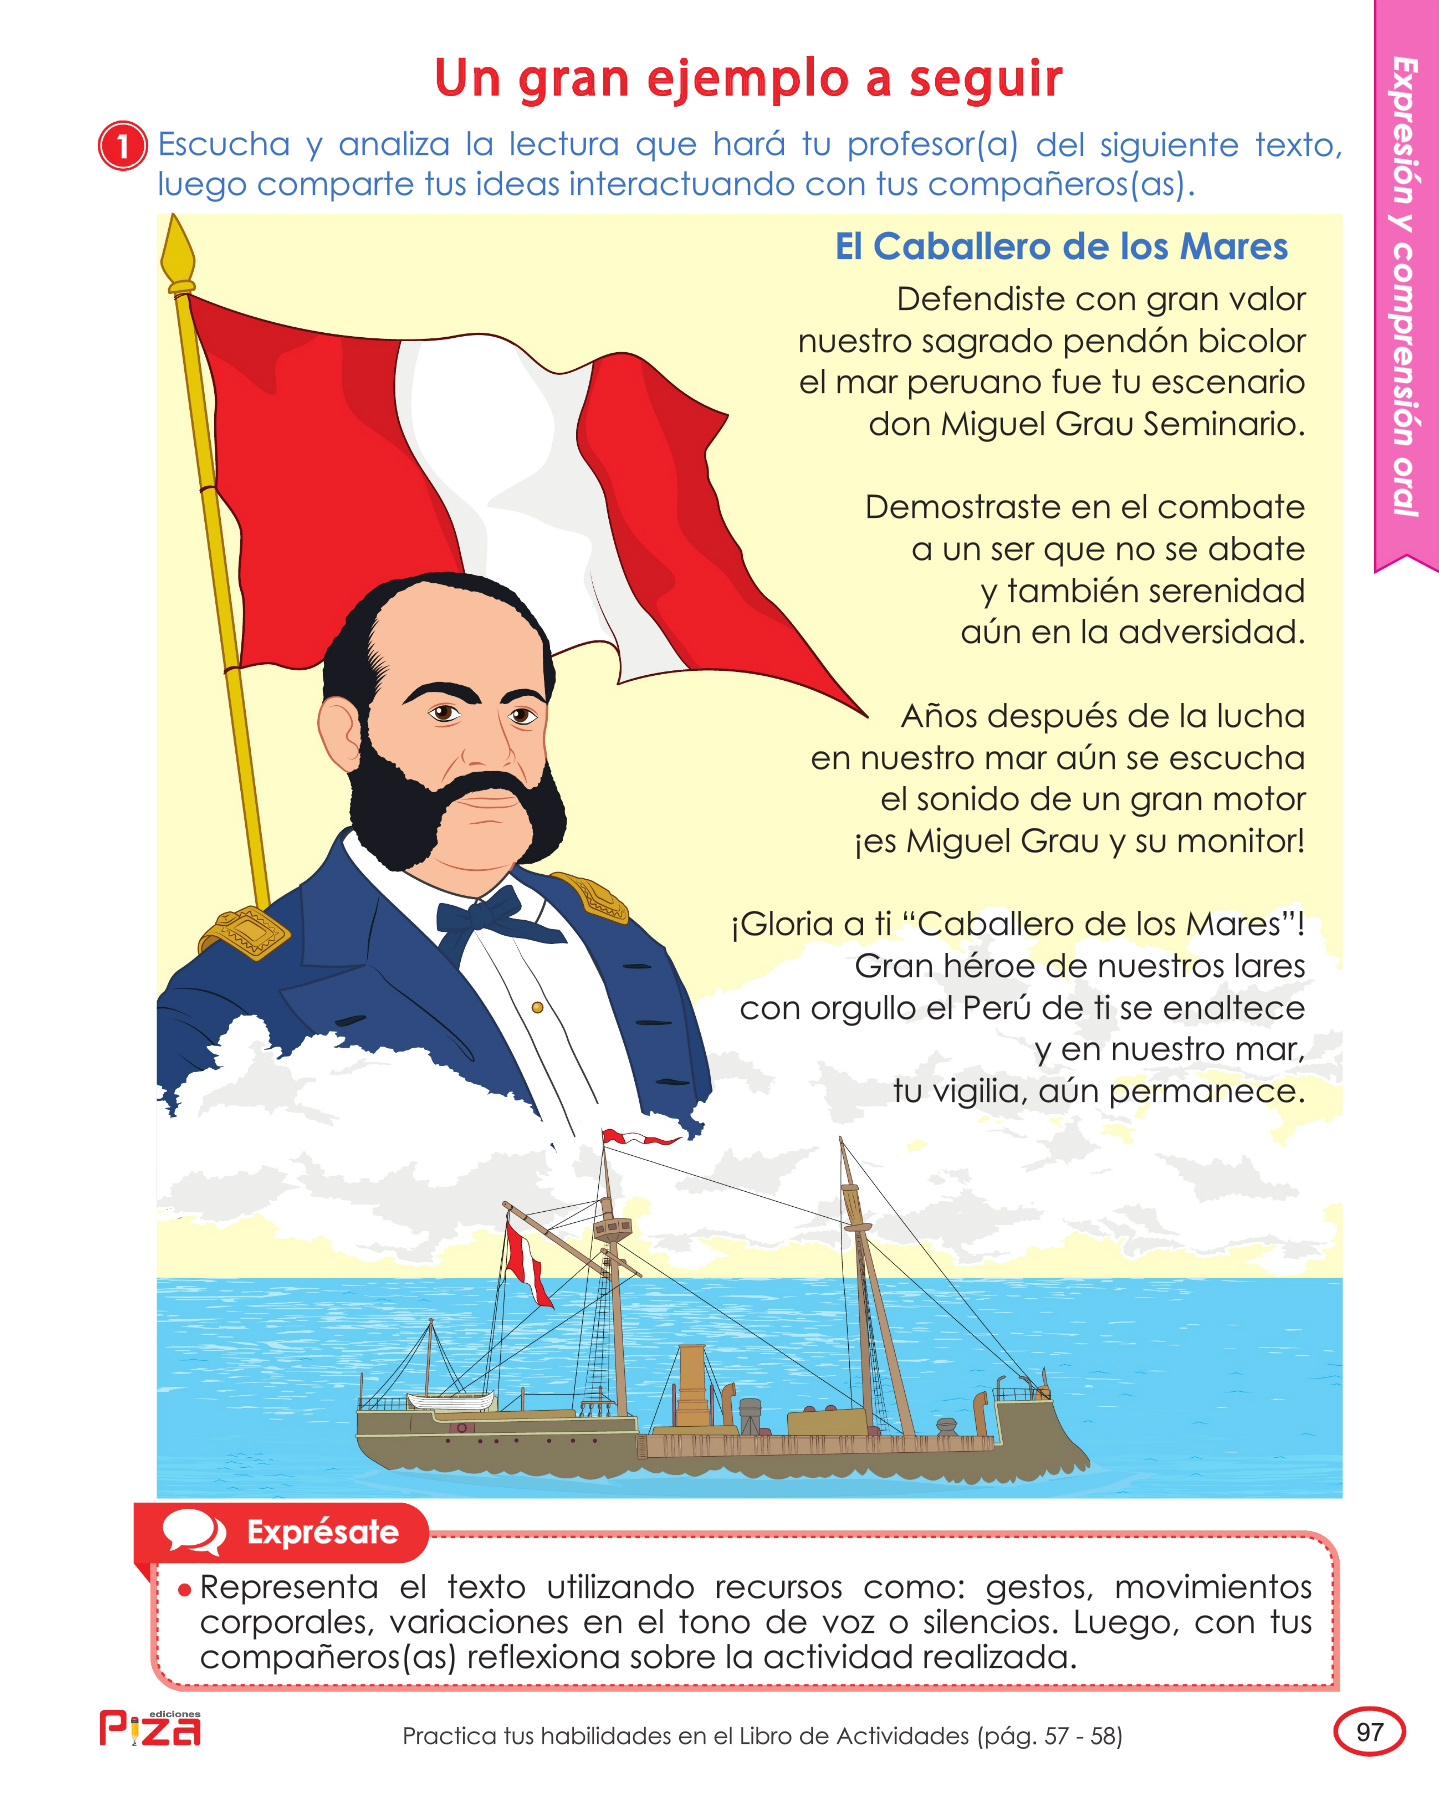 Un gran ejemplo a seguir
1 Escucha y analiza la lectura que hará tu profesor(a) del siguiente texto,
luego comparte tus ideas interactuando con tus compañeros(as).
El Caballero de los Mares
Defendiste con gran valor
nuestro sagrado pendón bicolor
el mar peruano fue tu escenario
don Miguel Grau Seminario.
Demostraste en el combate
a un ser que no se abate
y también serenidad
aún en la adversidad.
Años después de la lucha
en nuestro mar aún se escucha
el sonido de un gran motor
¡es Miguel Grau y su monitor!
¡Gloria a ti “Caballero de los Mares”!
Gran héroe de nuestros lares
con orgullo el Perú de ti se enaltece
y en nuestro mar,
tu vigilia, aún permanece.
Exprésate
• Representa el texto utilizando recursos como: gestos, movimientos
corporales, variaciones en el tono de voz o silencios. Luego, con tus
compañeros(as) reflexiona sobre la actividad realizada.
ediciones
Piza
Practica tus habilidades en el Libro de Actividades (pág. 57 - 58)
97
Expresión y comprensión oral